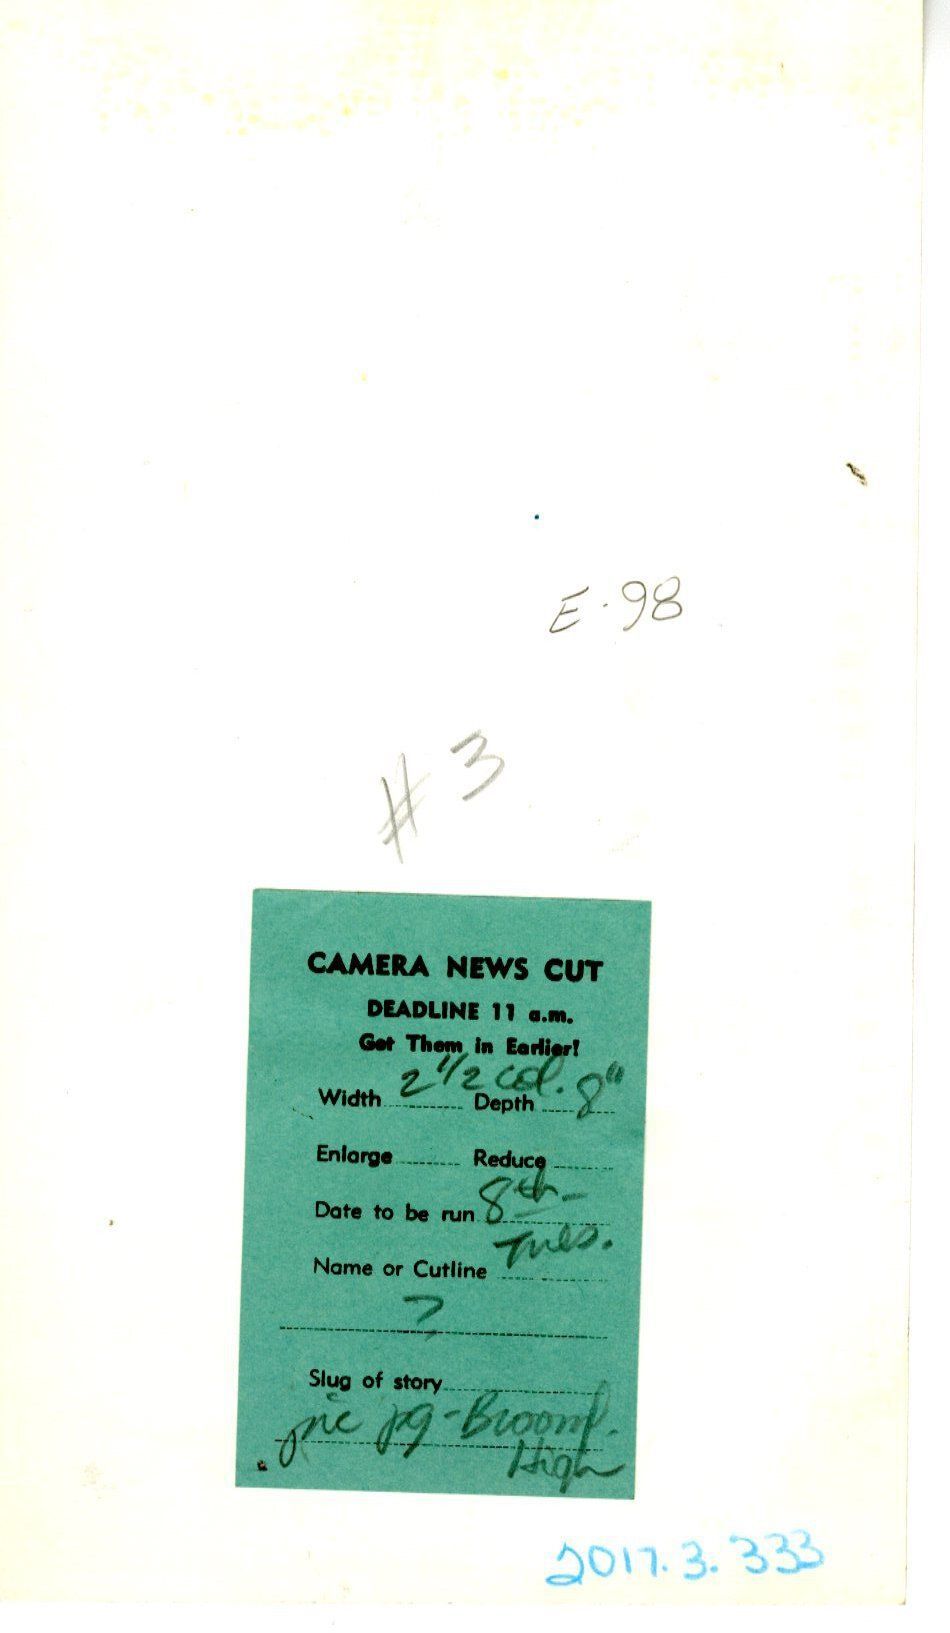 E-98
#3
CAMERA NEWS CUT
DEADLINE 11 a.m.
Get Them in Earlier!
Width 2 1/2 col. Depth 8"
Enlarge Reduce
Date to be run 8th -
Tues.
Name or Cutline
?
Slug of story
pic pg - Broomf.
High
2017.3.333